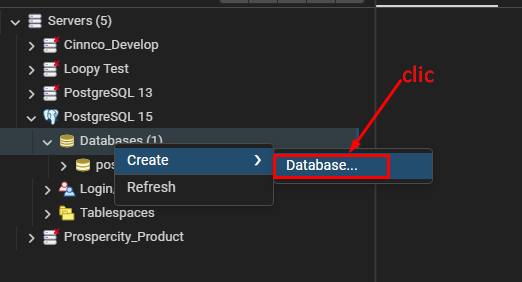 Servers (5)
Cinnco_Develop
Loopy Test
PostgreSQL 13
PostgreSQL 15
Databases (1)
pos
Login/
Tablespaces
Prospercity_Product
Create
Refresh
Database...
clic